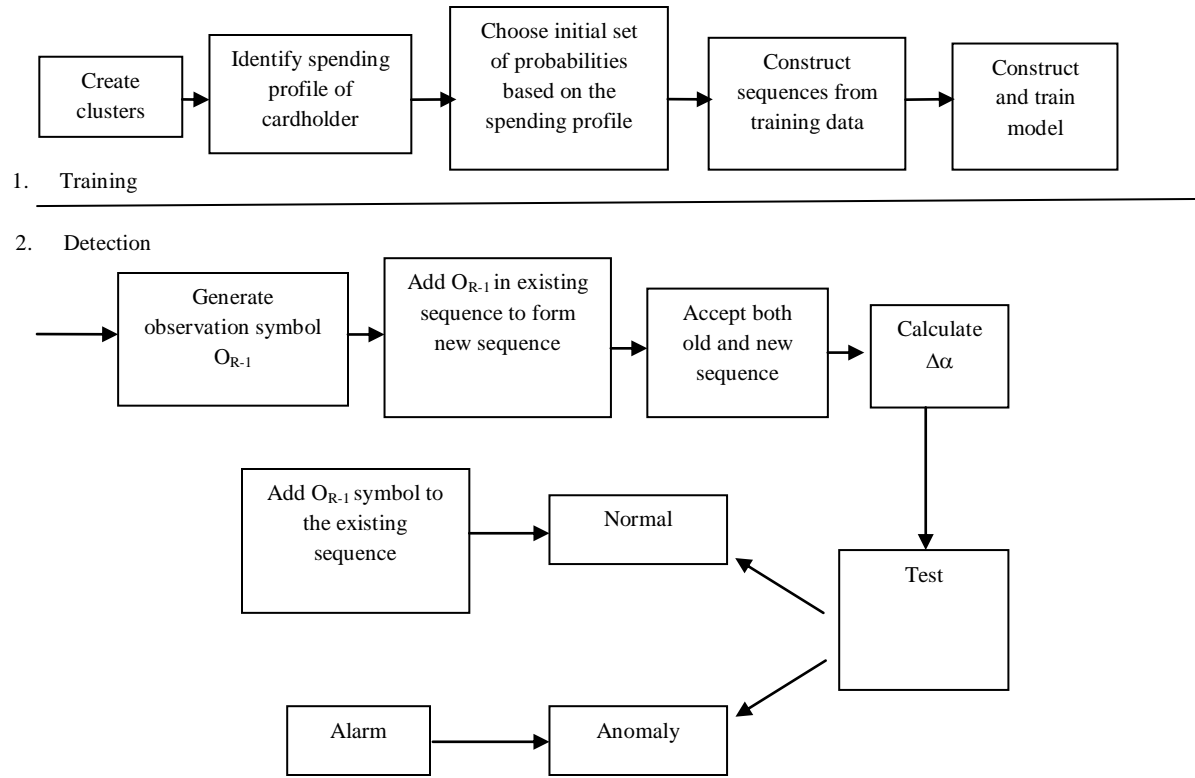 Create
clusters
Identify spending
profile of
cardholder
Choose initial set
of probabilities
based on the
spending profile
Construct
sequences from
training data
Construct
and train
model
1. Training
2. Detection
Generate
observation symbol
O_{R-1}
Add O_{R-1} in existing
sequence to form
new sequence
Accept both
old and new
sequence
Calculate
Δα
Add O_{R-1} symbol to
the existing
sequence
Normal
Test
Alarm
Anomaly